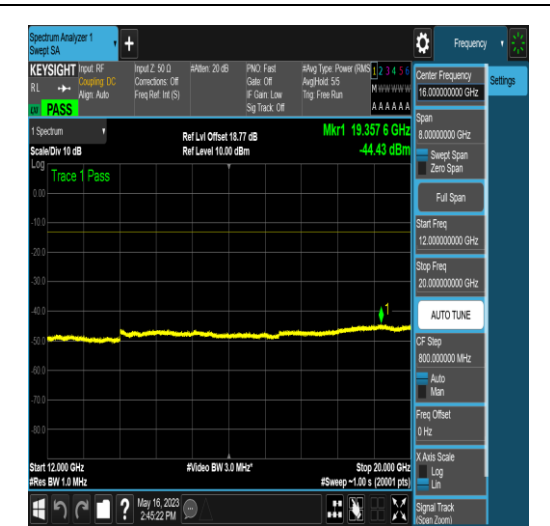 Spectrum Analyzer 1
Swept SA
+
Frequency
KEYSIGHT
Input: RF
Coupling: DC
Align: Auto
RL
LXI
PASS
Input Z: 50 Ω
Corrections: Off
Freq Ref: Int (S)
#Atten: 20 dB
PNO: Fast
Gate: Off
IF Gain: Low
Sig Track: Off
#Avg Type: Power (RMS
Avg|Hold: 5/5
Trig: Free Run
1 2 3 4 5 6
M W W W W W
A A A A A A
Center Frequency
16.000000000 GHz
Settings
Span
8.00000000 GHz
Swept Span
Zero Span
Full Span
Start Freq
12.000000000 GHz
Stop Freq
20.000000000 GHz
AUTO TUNE
CF Step
800.000000 MHz
Auto
Man
Freq Offset
0 Hz
X Axis Scale
Log
Lin
Signal Track
(Span Zoom)
1 Spectrum
Scale/Div 10 dB
Ref Lvl Offset 18.77 dB
Ref Level 10.00 dBm
Mkr1 19.357 6 GHz
-44.43 dBm
Log
Trace 1 Pass
0.00
-10.0
-20.0
-30.0
-40.0
-50.0
-60.0
-70.0
-80.0
1
Start 12.000 GHz
#Res BW 1.0 MHz
#Video BW 3.0 MHz*
Stop 20.000 GHz
#Sweep ~1.00 s (20001 pts)
?
May 16, 2023
2:45:22 PM